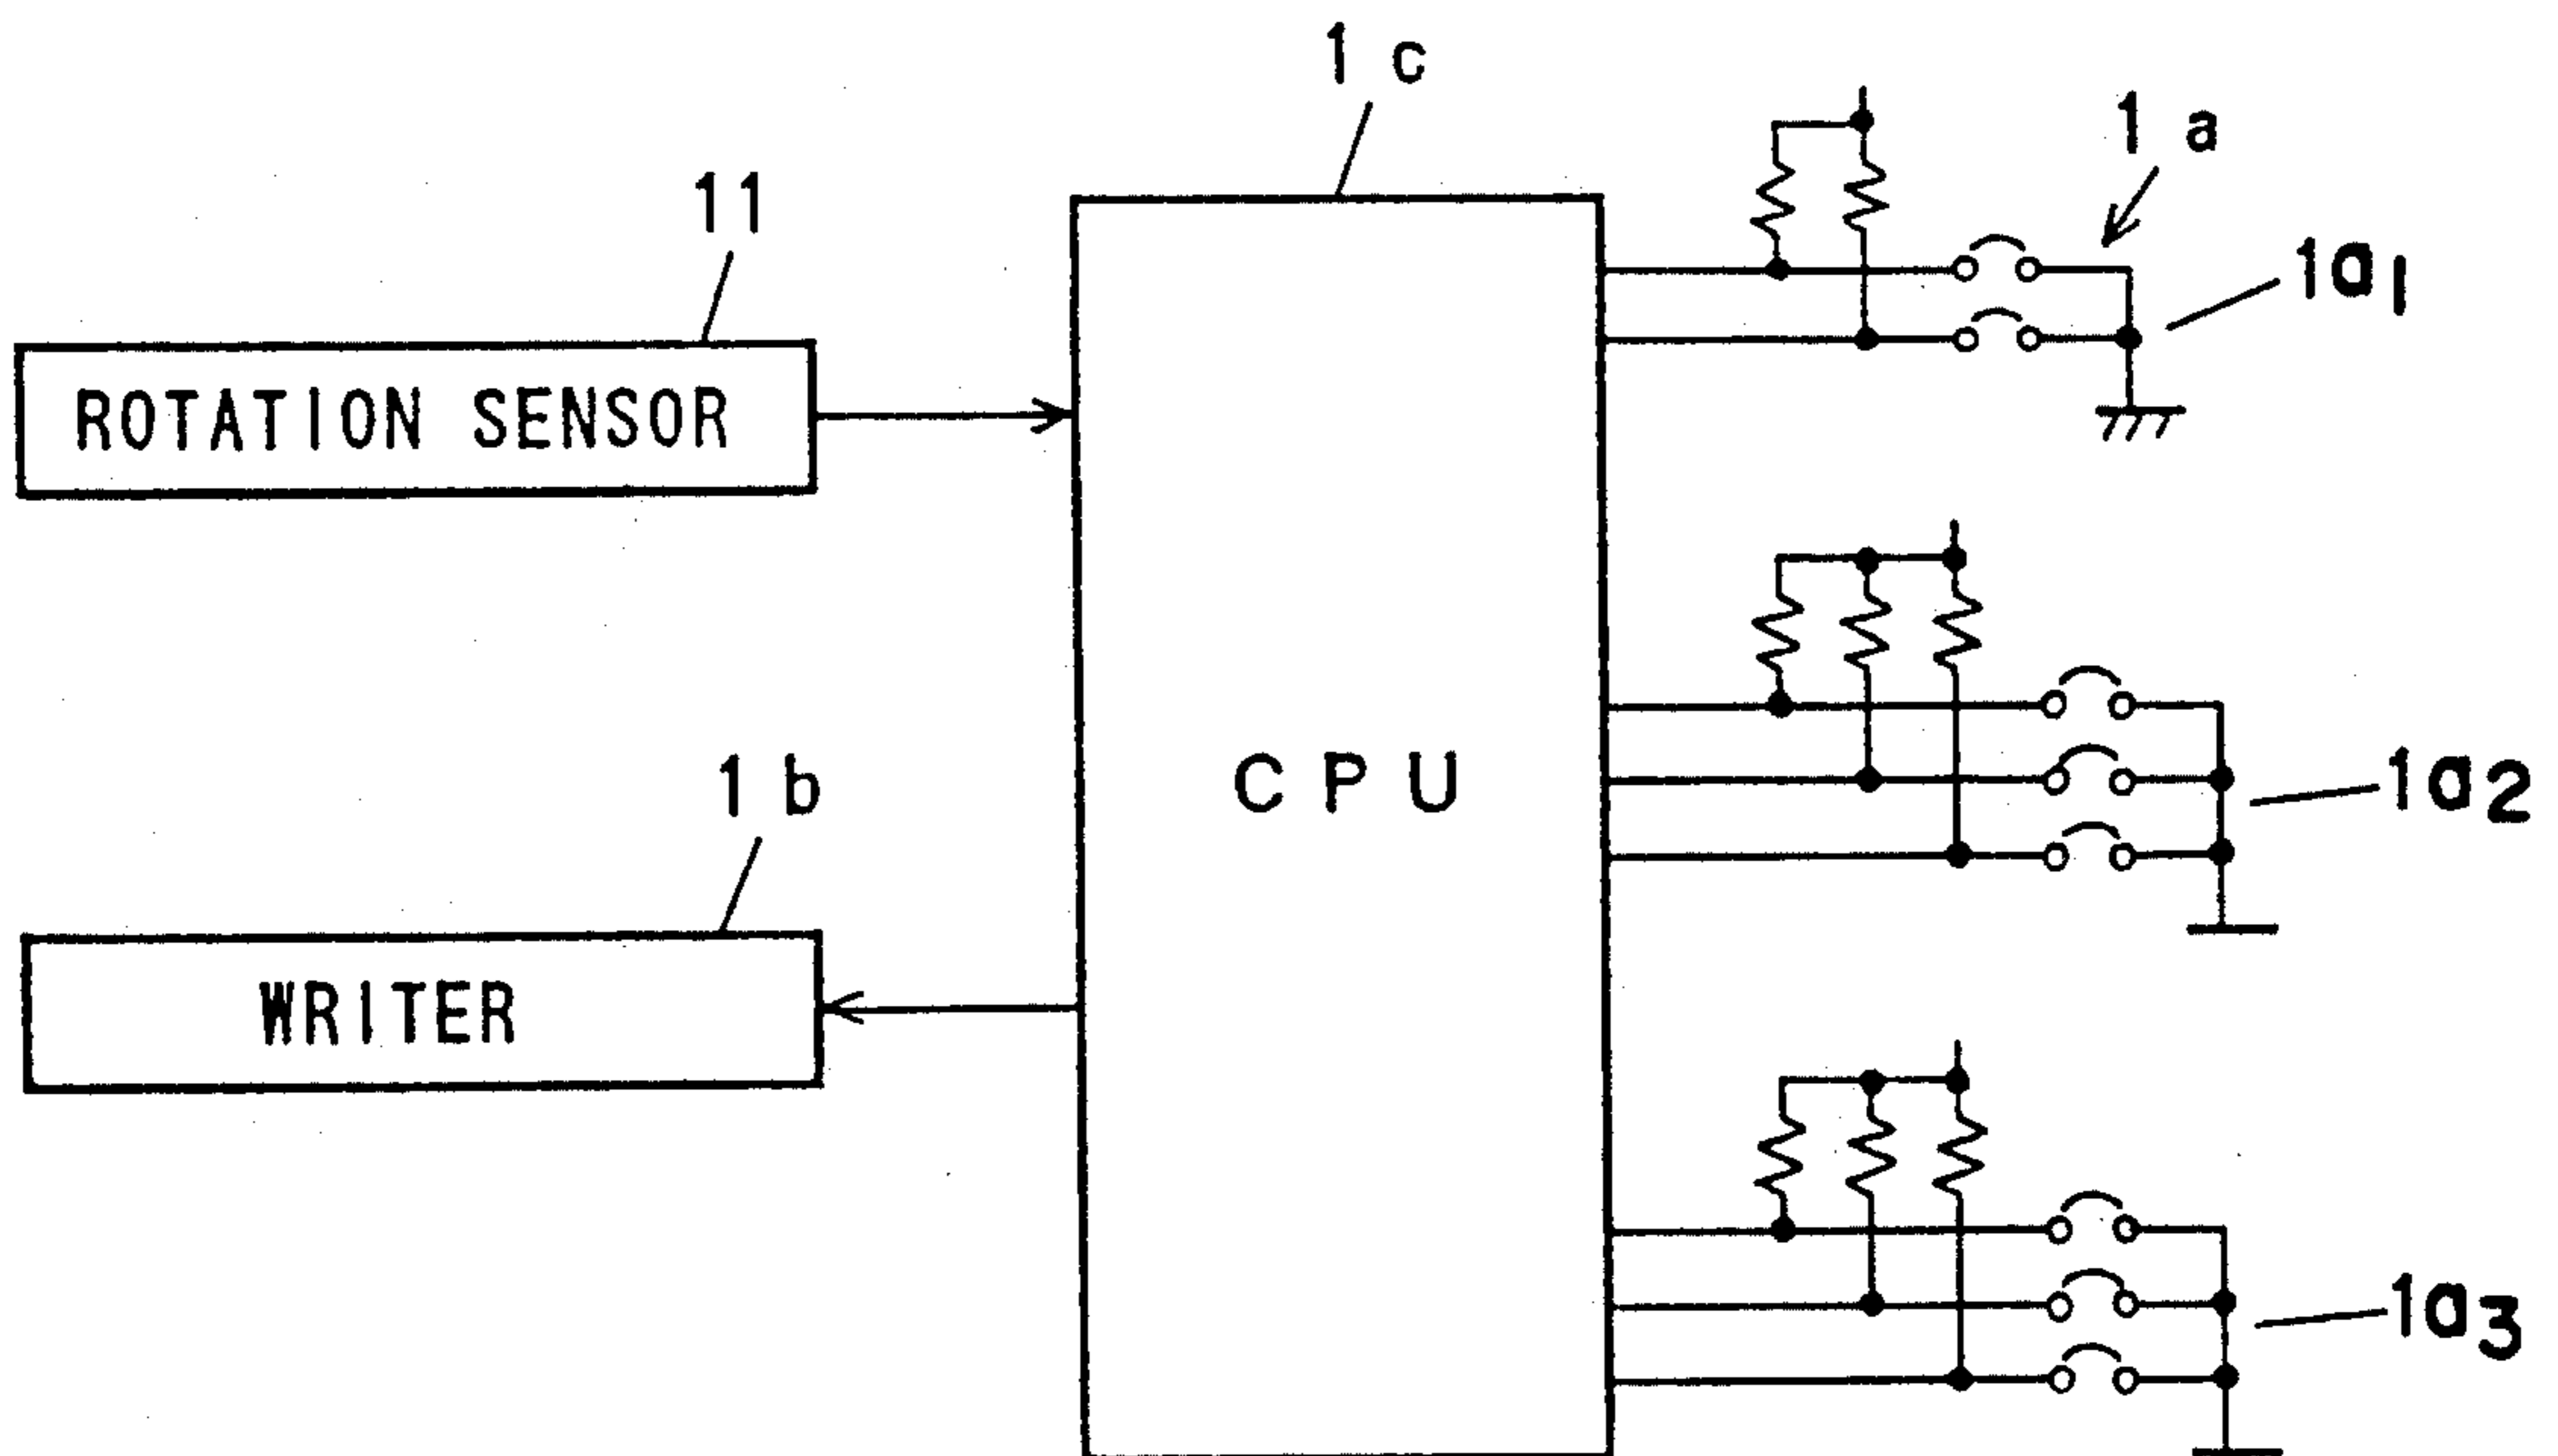 1c
1a
11
1a1
ROTATION SENSOR
CPU
1b
1a2
WRITER
1a3